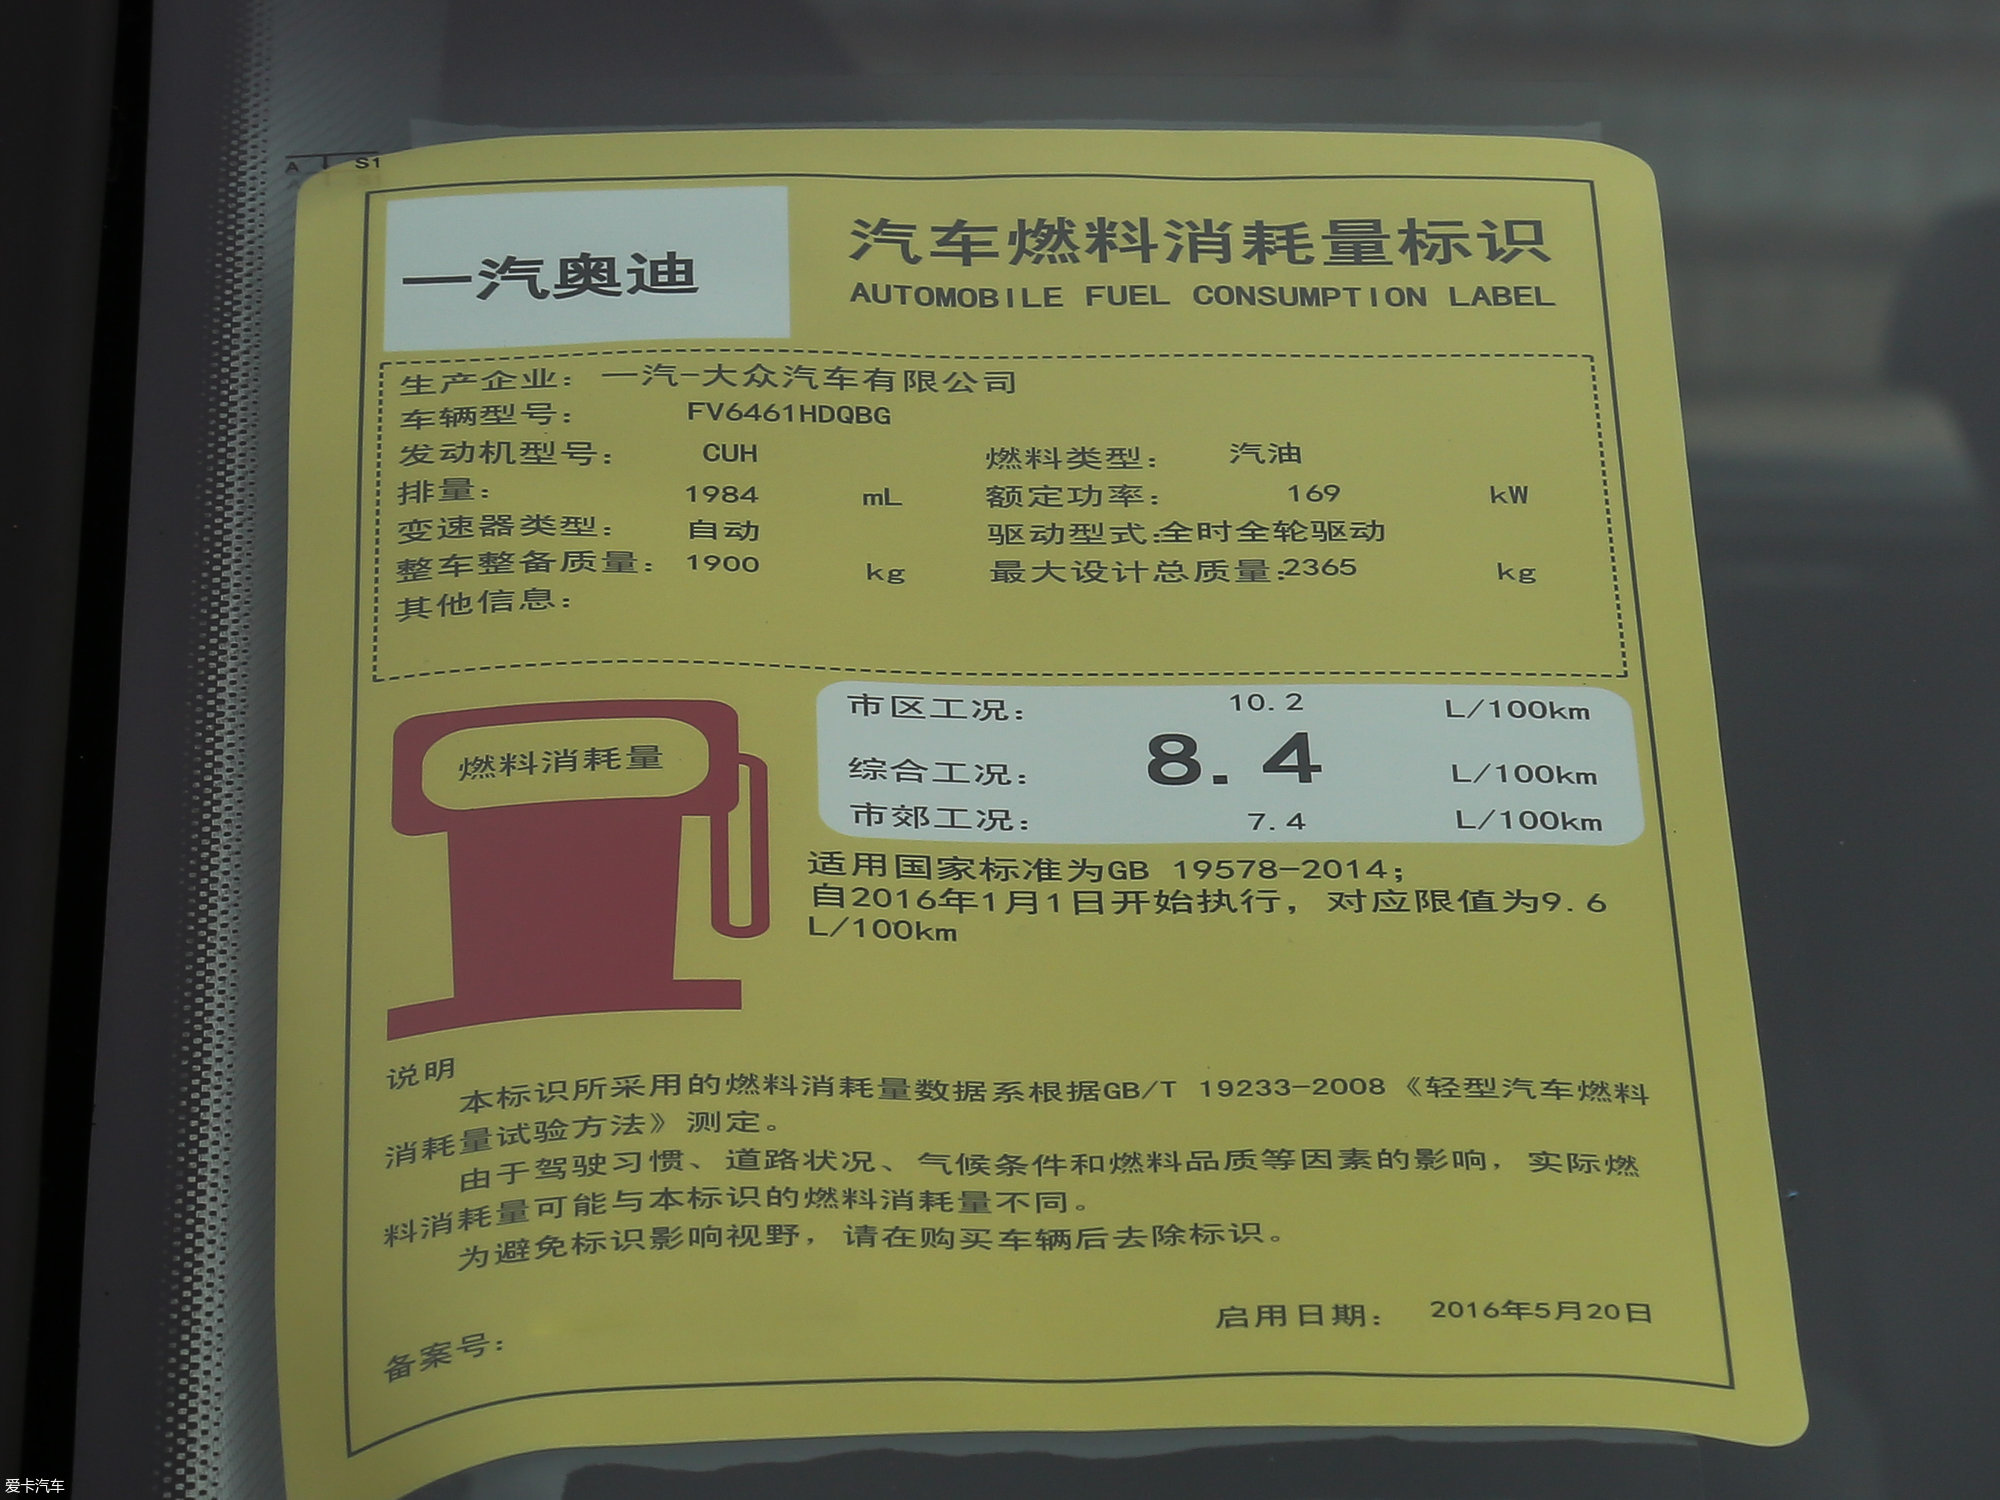 A S1
一汽奥迪
汽车燃料消耗量标识
AUTOMOBILE FUEL CONSUMPTION LABEL
生产企业：一汽-大众汽车有限公司
车辆型号： FV6461HDQBG
发动机型号： CUH 燃料类型： 汽油
排量： 1984 mL 额定功率： 169 kW
变速器类型： 自动 驱动型式:全时全轮驱动
整车整备质量： 1900 kg 最大设计总质量:2365 kg
其他信息：
燃料消耗量
市区工况： 10.2 L/100km
综合工况： 8.4 L/100km
市郊工况： 7.4 L/100km
适用国家标准为GB 19578-2014；
自2016年1月1日开始执行，对应限值为9.6
L/100km
说明
本标识所采用的燃料消耗量数据系根据GB/T 19233-2008《轻型汽车燃料
消耗量试验方法》测定。
由于驾驶习惯、道路状况、气候条件和燃料品质等因素的影响，实际燃
料消耗量可能与本标识的燃料消耗量不同。
为避免标识影响视野，请在购买车辆后去除标识。
启用日期： 2016年5月20日
备案号：
爱卡汽车